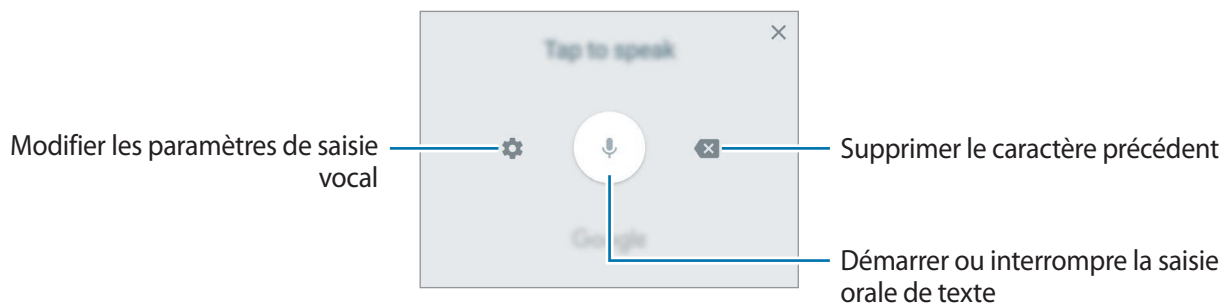 Tap to speak
Modifier les paramètres de saisie
vocal
Supprimer le caractère précédent
Google
Démarrer ou interrompre la saisie
orale de texte